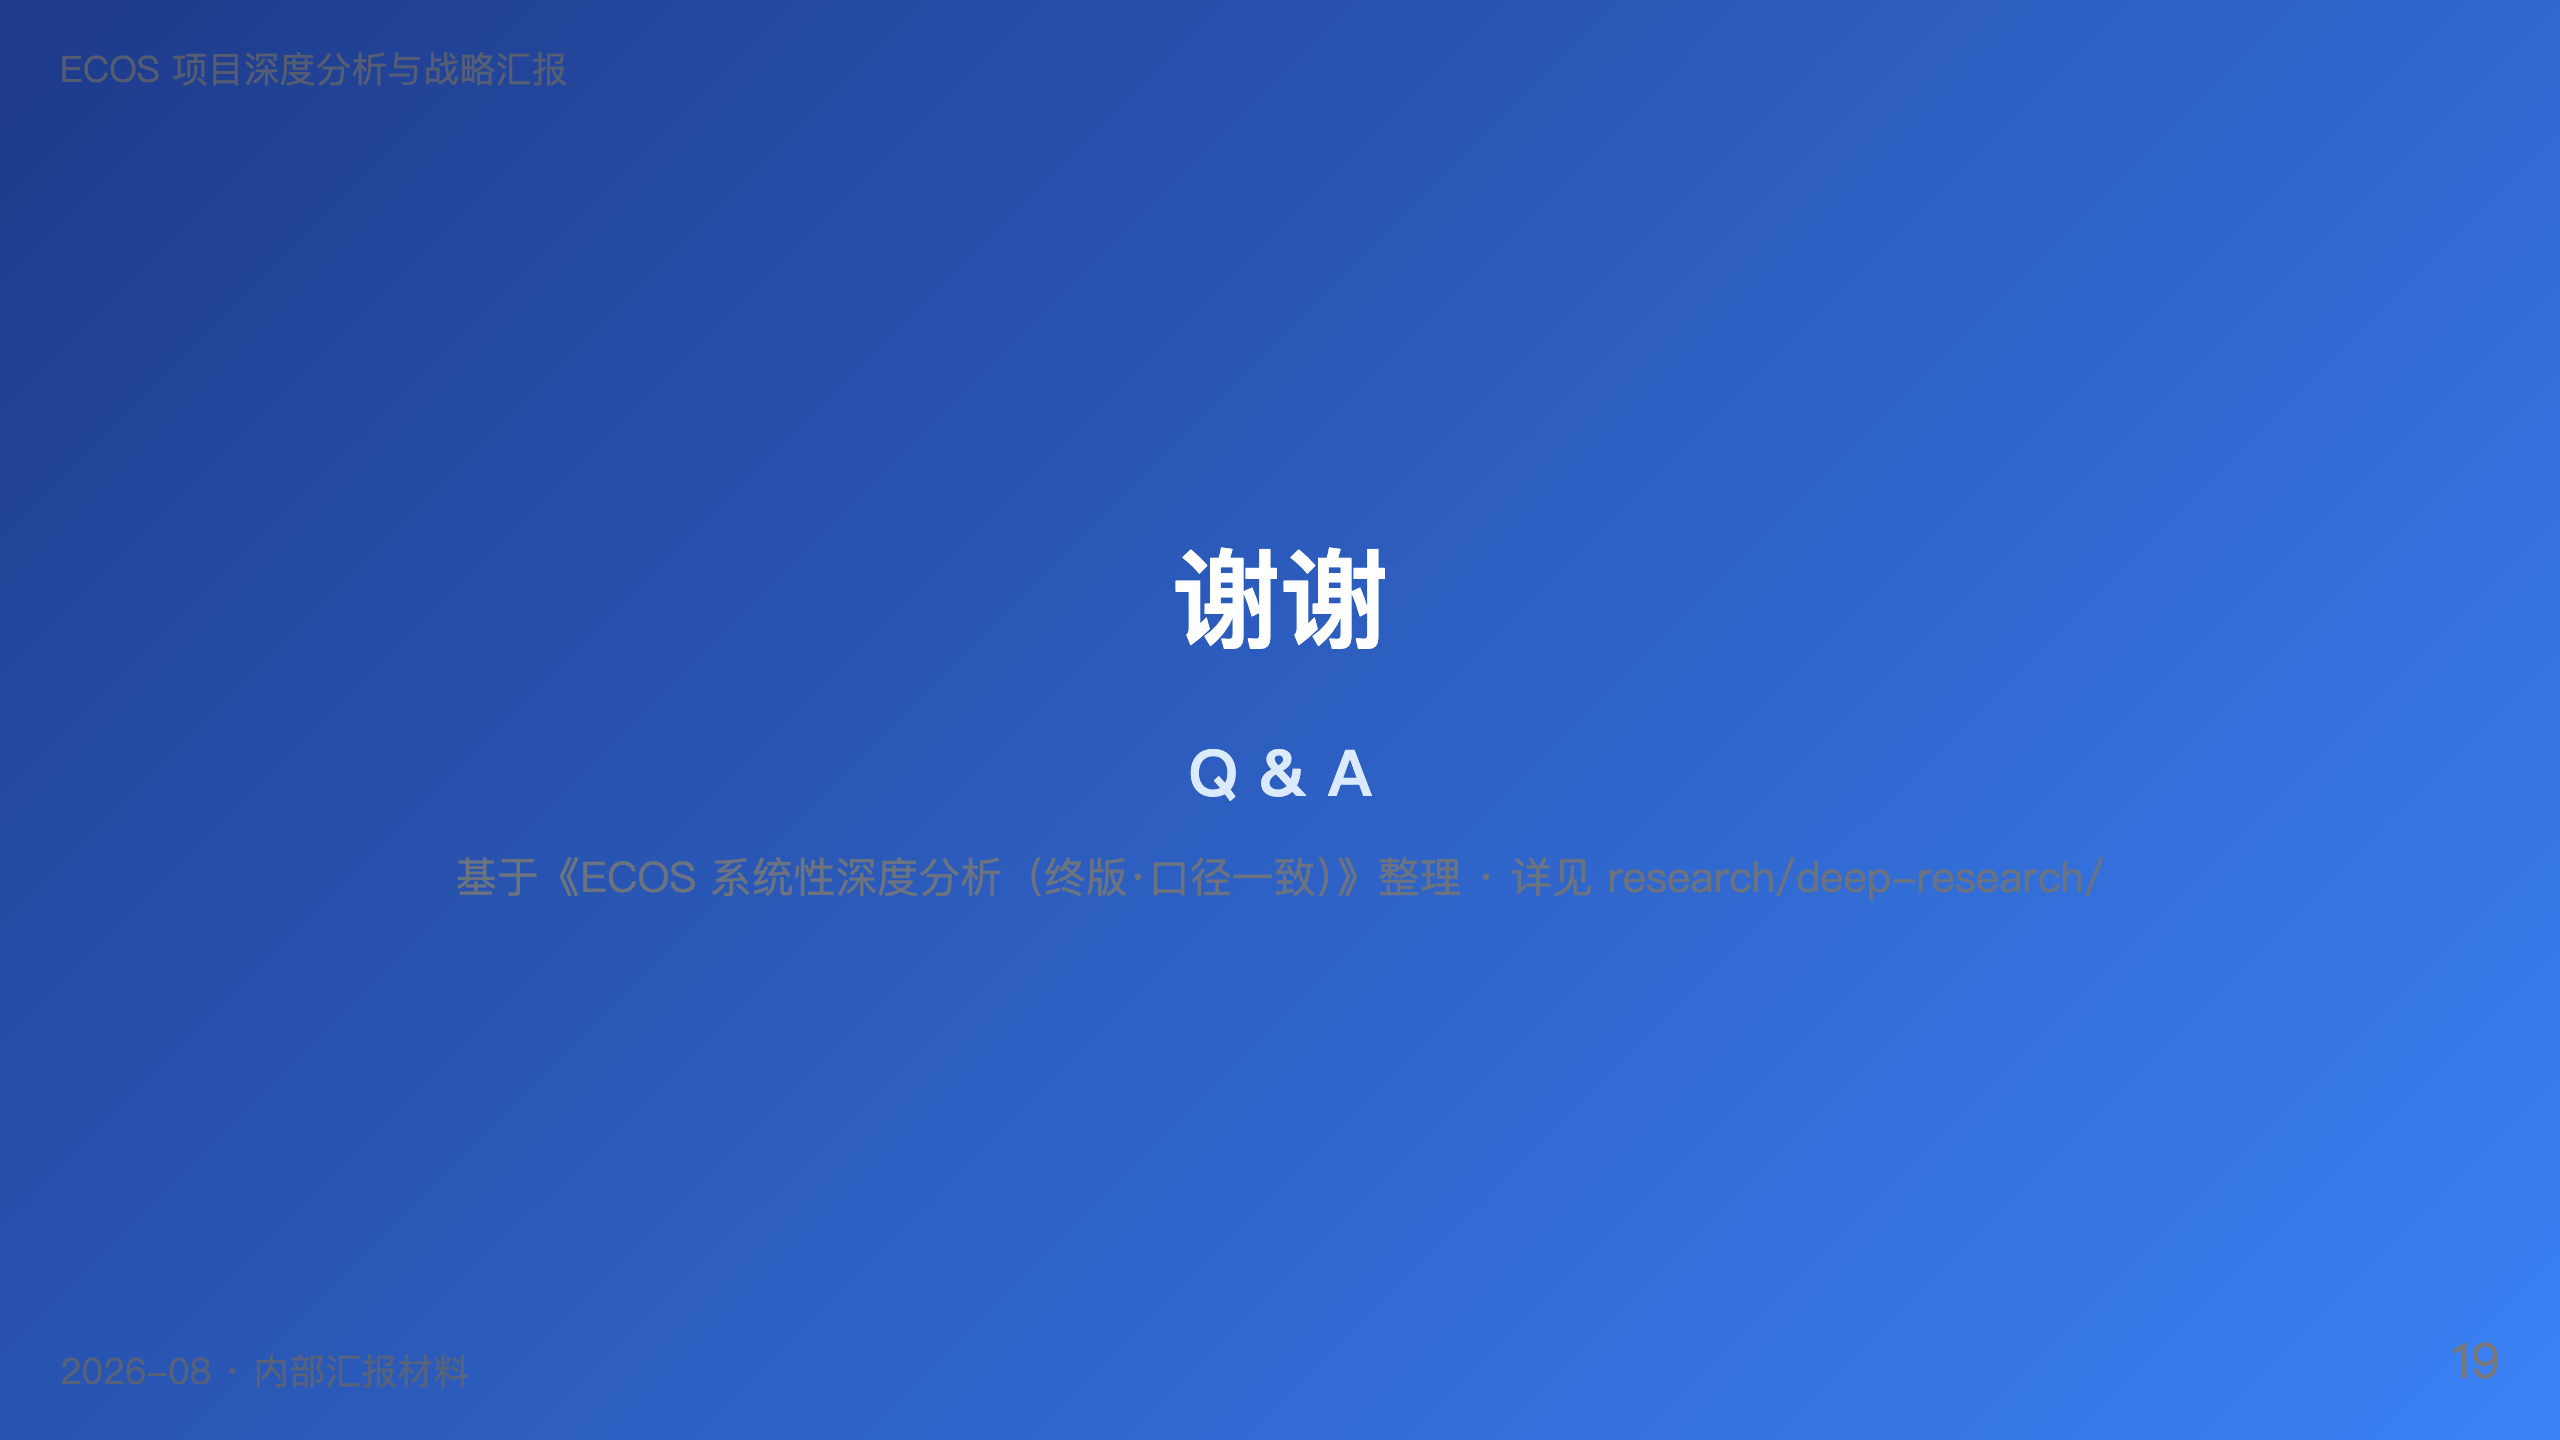 ECOS 项目深度分析与战略汇报
谢谢
Q & A
基于《ECOS 系统性深度分析（终版·口径一致）》整理 · 详见 research/deep-research/
2026-08 · 内部汇报材料
19